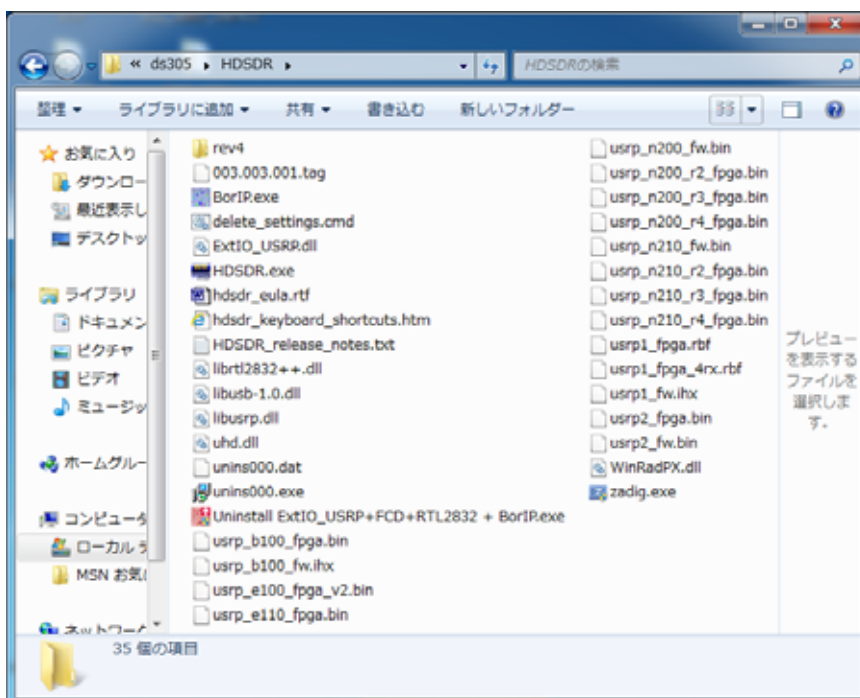 « ds305 ▸ HDSDR ▸
HDSDRの検索
整理 ▼ ライブラリに追加 ▼ 共有 ▼ 書き込む 新しいフォルダー
お気に入り
ダウンロー
最近表示し
デスクトッ
ライブラリ
ドキュメン
ピクチャ
ビデオ
ミュージッ
ホームグルー
コンピュータ
ローカル
MSN お気
ネットワーク
rev4
003.003.001.tag
BorIP.exe
delete_settings.cmd
ExtIO_USRP.dll
HDSDR.exe
hdsdr_eula.rtf
hdsdr_keyboard_shortcuts.htm
HDSDR_release_notes.txt
librtl2832++.dll
libusb-1.0.dll
libusrp.dll
uhd.dll
unins000.dat
unins000.exe
Uninstall ExtIO_USRP+FCD+RTL2832 + BorIP.exe
usrp_b100_fpga.bin
usrp_b100_fw.ihx
usrp_e100_fpga_v2.bin
usrp_e110_fpga.bin
usrp_n200_fw.bin
usrp_n200_r2_fpga.bin
usrp_n200_r3_fpga.bin
usrp_n200_r4_fpga.bin
usrp_n210_fw.bin
usrp_n210_r2_fpga.bin
usrp_n210_r3_fpga.bin
usrp_n210_r4_fpga.bin
usrp1_fpga.rbf
usrp1_fpga_4rx.rbf
usrp1_fw.ihx
usrp2_fpga.bin
usrp2_fw.bin
WinRadPX.dll
zadig.exe
プレビュー
を表示する
ファイルを
選択しま
す。
35 個の項目